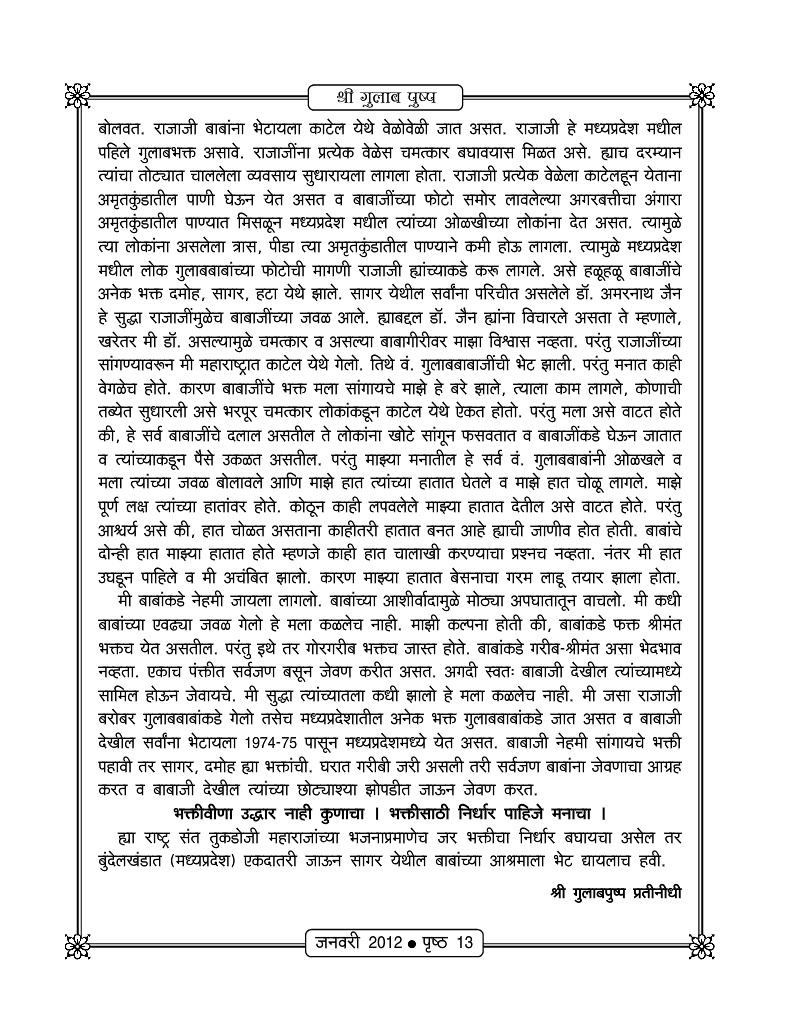 श्री गुलाब पुष्प
बोलवत. राजाजी बाबांना भेटायला काटेल येथे वेळोवेळी जात असत. राजाजी हे मध्यप्रदेश मधील
पहिले गुलाबभक्त असावे. राजाजींना प्रत्येक वेळेस चमत्कार बघावयास मिळत असे. ह्याच दरम्यान
त्यांचा तोट्यात चाललेला व्यवसाय सुधारायला लागला होता. राजाजी प्रत्येक वेळेला काटेलहून येताना
अमृतकुंडातील पाणी घेऊन येत असत व बाबाजींच्या फोटो समोर लावलेल्या अगरबत्तीचा अंगारा
अमृतकुंडातील पाण्यात मिसळून मध्यप्रदेश मधील त्यांच्या ओळखीच्या लोकांना देत असत. त्यामुळे
त्या लोकांना असलेला त्रास, पीडा त्या अमृतकुंडातील पाण्याने कमी होऊ लागला. त्यामुळे मध्यप्रदेश
मधील लोक गुलाबबाबांच्या फोटोची मागणी राजाजी ह्यांच्याकडे करू लागले. असे हळूहळू बाबाजींचे
अनेक भक्त दमोह, सागर, हटा येथे झाले. सागर येथील सर्वांना परिचीत असलेले डॉ. अमरनाथ जैन
हे सुद्धा राजाजींमुळेच बाबाजींच्या जवळ आले. ह्याबद्दल डॉ. जैन ह्यांना विचारले असता ते म्हणाले,
खरेतर मी डॉ. असल्यामुळे चमत्कार व असल्या बाबागीरीवर माझा विश्वास नव्हता. परंतु राजाजींच्या
सांगण्यावरून मी महाराष्ट्रात काटेल येथे गेलो. तिथे वं. गुलाबबाबाजींची भेट झाली. परंतु मनात काही
वेगळेच होते. कारण बाबाजींचे भक्त मला सांगायचे माझे हे बरे झाले, त्याला काम लागले, कोणाची
तब्येत सुधारली असे भरपूर चमत्कार लोकांकडून काटेल येथे ऐकत होतो. परंतु मला असे वाटत होते
की, हे सर्व बाबाजींचे दलाल असतील ते लोकांना खोटे सांगून फसवतात व बाबाजींकडे घेऊन जातात
व त्यांच्याकडून पैसे उकळत असतील. परंतु माझ्या मनातील हे सर्व वं. गुलाबबाबांनी ओळखले व
मला त्यांच्या जवळ बोलावले आणि माझे हात त्यांच्या हातात घेतले व माझे हात चोळू लागले. माझे
पूर्ण लक्ष त्यांच्या हातांवर होते. कोठून काही लपवलेले माझ्या हातात देतील असे वाटत होते. परंतु
आश्चर्य असे की, हात चोळत असताना काहीतरी हातात बनत आहे ह्याची जाणीव होत होती. बाबांचे
दोन्ही हात माझ्या हातात होते म्हणजे काही हात चालाखी करण्याचा प्रश्नच नव्हता. नंतर मी हात
उघडून पाहिले व मी अचंबित झालो. कारण माझ्या हातात बेसनाचा गरम लाडू तयार झाला होता.
मी बाबांकडे नेहमी जायला लागलो. बाबांच्या आशीर्वादामुळे मोठ्या अपघातातून वाचलो. मी कधी
बाबांच्या एवढ्या जवळ गेलो हे मला कळलेच नाही. माझी कल्पना होती की, बाबांकडे फक्त श्रीमंत
भक्तच येत असतील. परंतु इथे तर गोरगरीब भक्तच जास्त होते. बाबांकडे गरीब-श्रीमंत असा भेदभाव
नव्हता. एकाच पंक्तीत सर्वजण बसून जेवण करीत असत. अगदी स्वतः बाबाजी देखील त्यांच्यामध्ये
सामिल होऊन जेवायचे. मी सुद्धा त्यांच्यातला कधी झालो हे मला कळलेच नाही. मी जसा राजाजी
बरोबर गुलाबबाबांकडे गेलो तसेच मध्यप्रदेशातील अनेक भक्त गुलाबबाबांकडे जात असत व बाबाजी
देखील सर्वांना भेटायला 1974-75 पासून मध्यप्रदेशमध्ये येत असत. बाबाजी नेहमी सांगायचे भक्ती
पहावी तर सागर, दमोह ह्या भक्तांची. घरात गरीबी जरी असली तरी सर्वजण बाबांना जेवणाचा आग्रह
करत व बाबाजी देखील त्यांच्या छोट्याश्या झोपडीत जाऊन जेवण करत.
भक्तीवीणा उद्धार नाही कुणाचा । भक्तीसाठी निर्धार पाहिजे मनाचा ।
ह्या राष्ट्र संत तुकडोजी महाराजांच्या भजनाप्रमाणेच जर भक्तीचा निर्धार बघायचा असेल तर
बुंदेलखंडात (मध्यप्रदेश) एकदातरी जाऊन सागर येथील बाबांच्या आश्रमाला भेट द्यायलाच हवी.
श्री गुलाबपुष्प प्रतीनीधी
जनवरी 2012 ● पृष्ठ 13